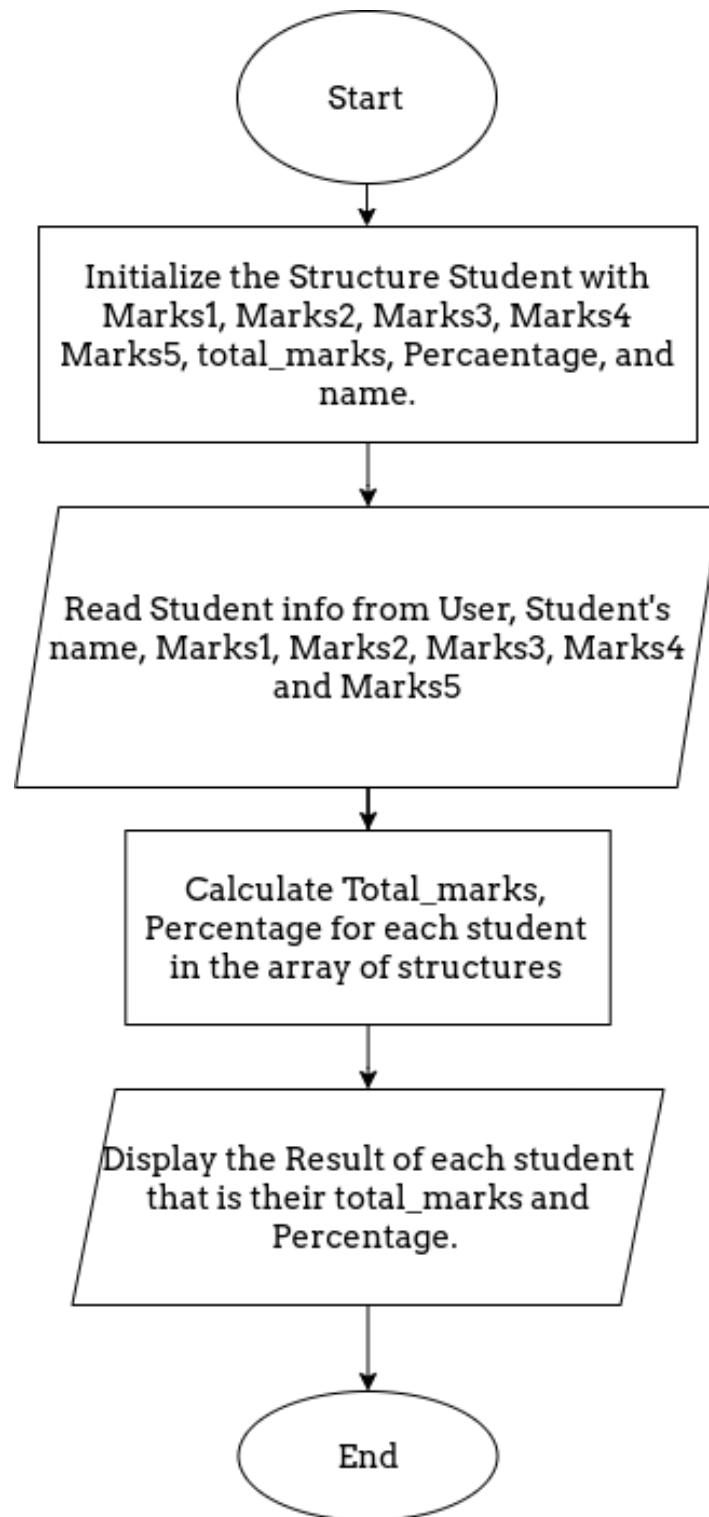 Start
Initialize the Structure Student with
Marks1, Marks2, Marks3, Marks4
Marks5, total_marks, Percaentage, and
name.
Read Student info from User, Student's
name, Marks1, Marks2, Marks3, Marks4
and Marks5
Calculate Total_marks,
Percentage for each student
in the array of structures
Display the Result of each student
that is their total_marks and
Percentage.
End